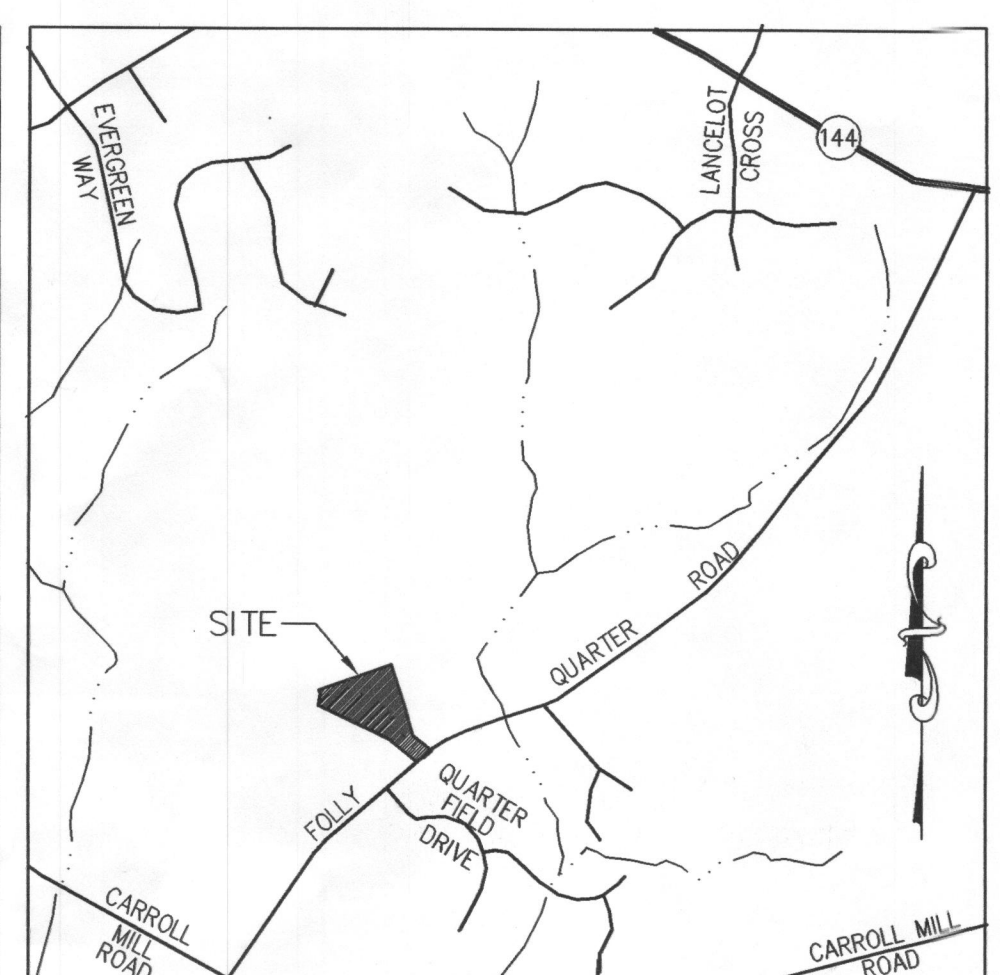 EVERGREEN
WAY
LANCELOT
CROSS
144
SITE
FOLLY QUARTER ROAD
QUARTER
FIELD
DRIVE
CARROLL
MILL
ROAD
CARROLL MILL
ROAD